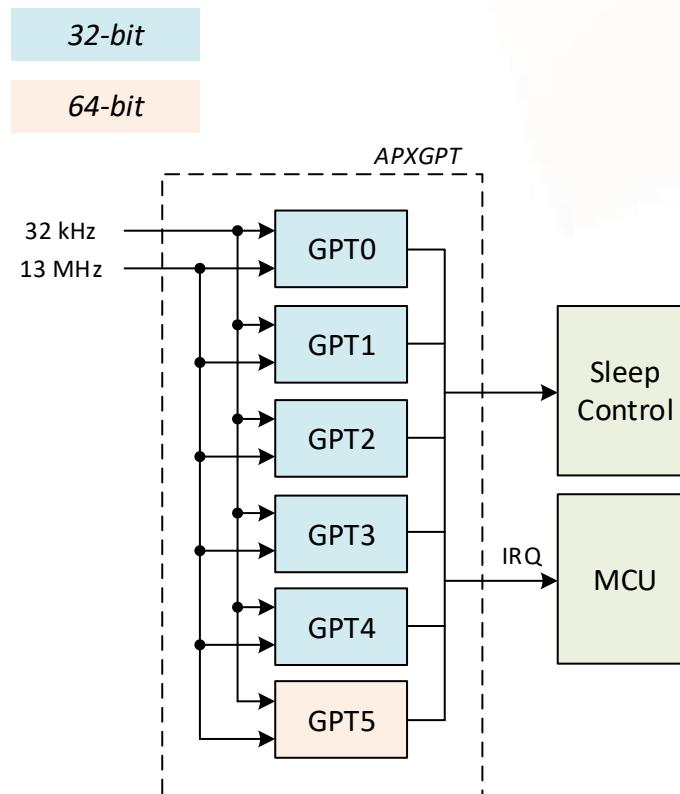 32-bit
64-bit
APXGPT
32 kHz
13 MHz
GPT0
GPT1
GPT2
GPT3
GPT4
GPT5
Sleep
Control
IRQ
MCU